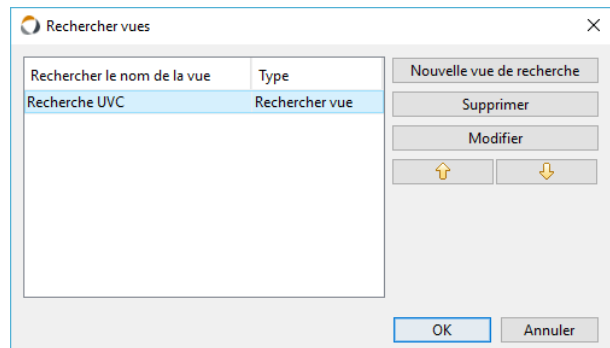 Rechercher vues
Rechercher le nom de la vue Type
Recherche UVC Rechercher vue
Nouvelle vue de recherche
Supprimer
Modifier
OK Annuler